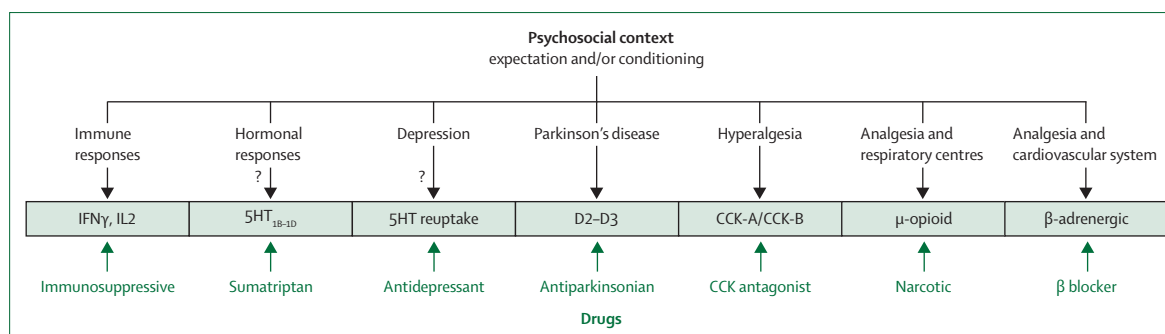 Psychosocial context
expectation and/or conditioning
Immune
responses
Hormonal
responses
?
Depression
?
Parkinson's disease
Hyperalgesia
Analgesia and
respiratory centres
Analgesia and
cardiovascular system
IFNγ, IL2
5HT1B–1D
5HT reuptake
D2–D3
CCK-A/CCK-B
μ-opioid
β-adrenergic
Immunosuppressive
Sumatriptan
Antidepressant
Antiparkinsonian
CCK antagonist
Narcotic
β blocker
Drugs